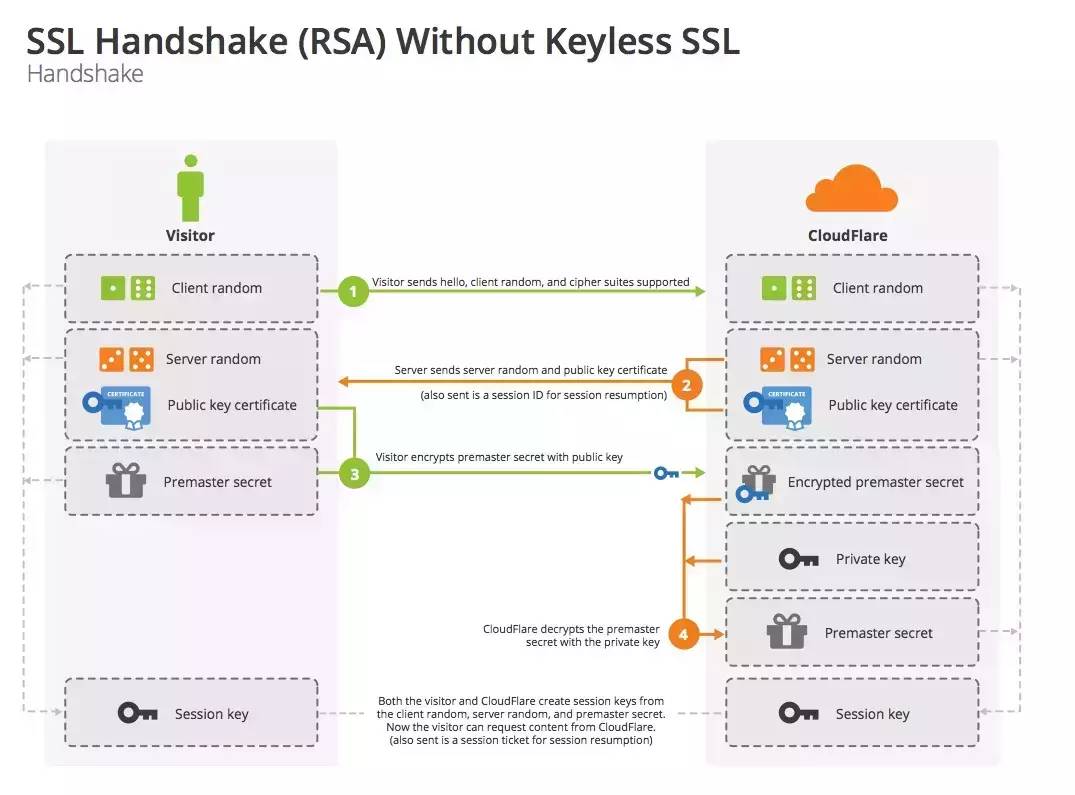 SSL Handshake (RSA) Without Keyless SSL
Handshake
Visitor
CloudFlare
Client random
1
Visitor sends hello, client random, and cipher suites supported
Client random
Server random
Server sends server random and public key certificate
2
Server random
(also sent is a session ID for session resumption)
CERTIFICATE
Public key certificate
CERTIFICATE
Public key certificate
Visitor encrypts premaster secret with public key
3
Premaster secret
Encrypted premaster secret
Private key
CloudFlare decrypts the premaster
secret with the private key
4
Premaster secret
Session key
Both the visitor and CloudFlare create session keys from
the client random, server random, and premaster secret.
Now the visitor can request content from CloudFlare.
(also sent is a session ticket for session resumption)
Session key